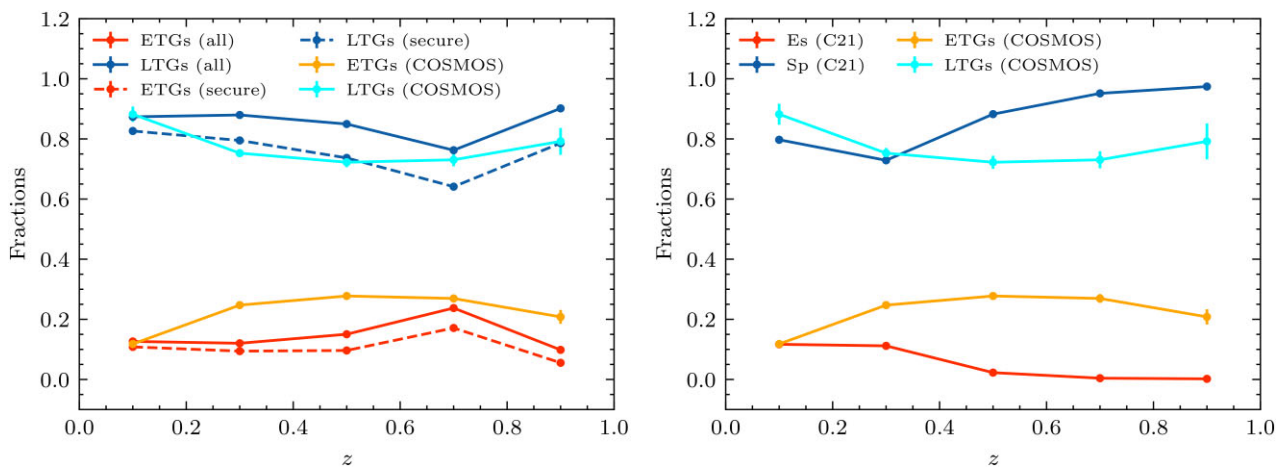 ETGs (all)
LTGs (all)
ETGs (secure)
LTGs (secure)
ETGs (COSMOS)
LTGs (COSMOS)
Fractions
1.2
1.0
0.8
0.6
0.4
0.2
0.0
0.0 0.2 0.4 0.6 0.8 1.0
z
Es (C21)
Sp (C21)
ETGs (COSMOS)
LTGs (COSMOS)
Fractions
1.2
1.0
0.8
0.6
0.4
0.2
0.0
0.0 0.2 0.4 0.6 0.8 1.0
z